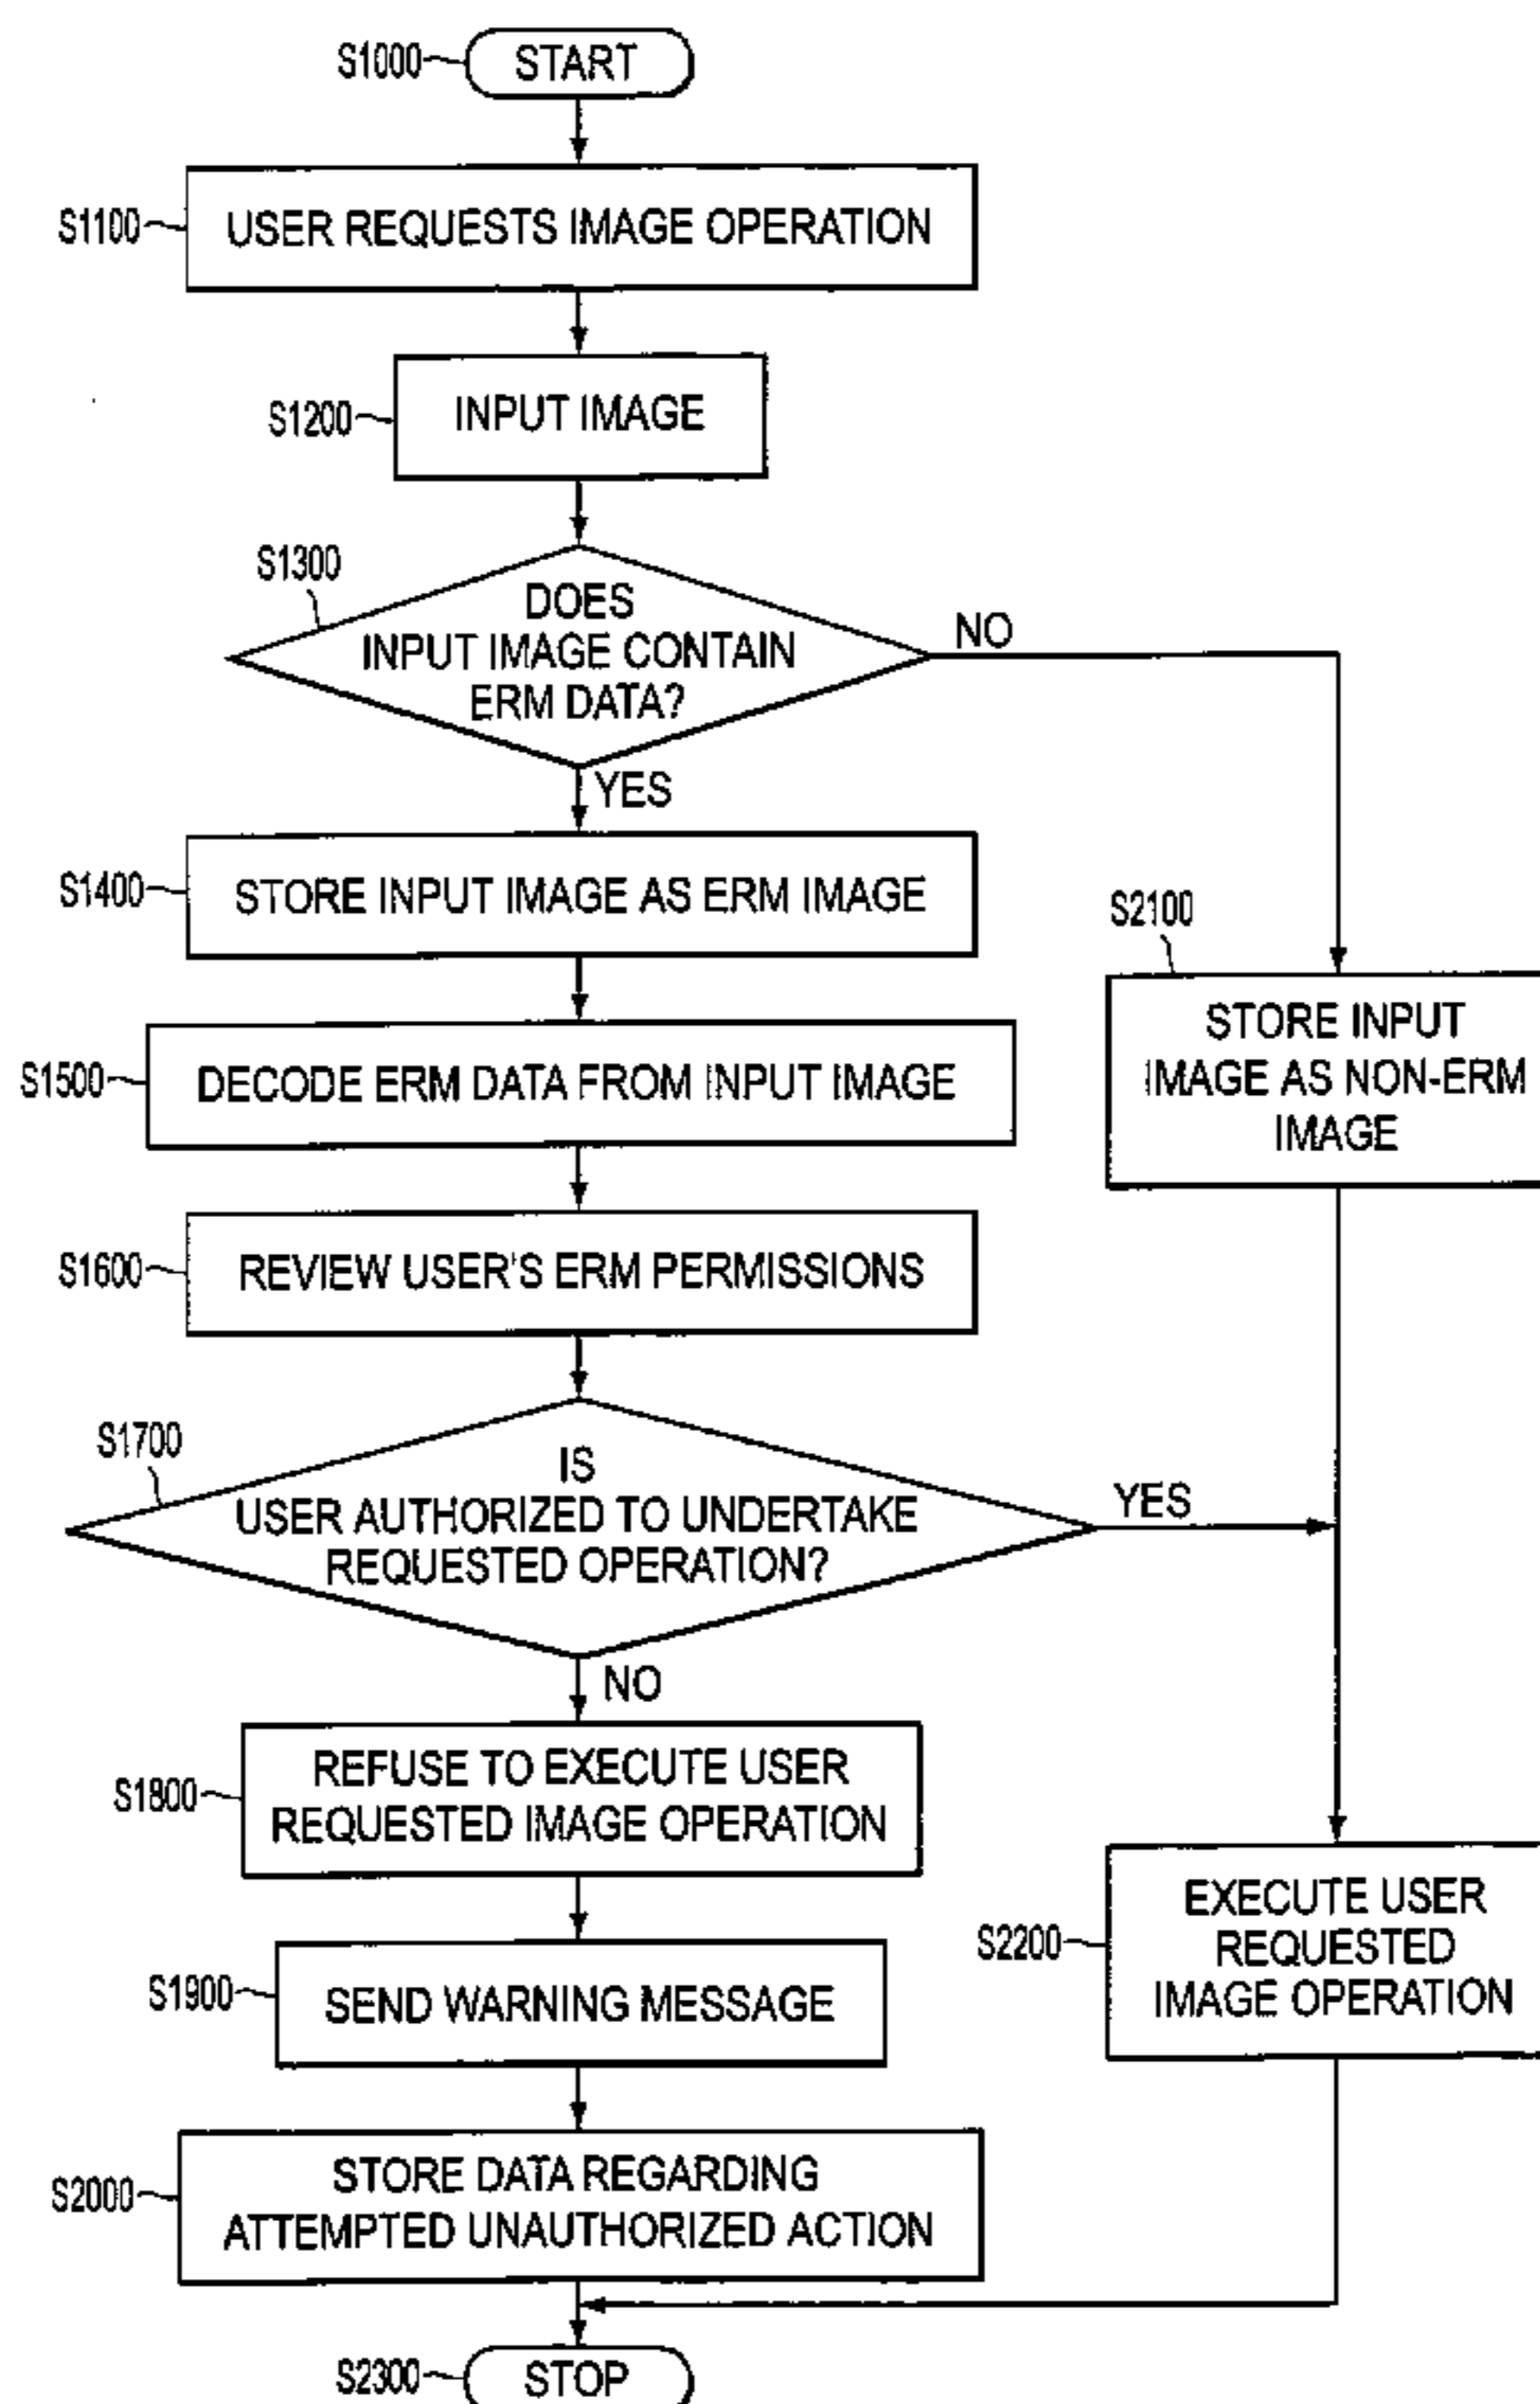 S1000
START
S1100
USER REQUESTS IMAGE OPERATION
S1200
INPUT IMAGE
S1300
DOES
INPUT IMAGE CONTAIN
ERM DATA?
NO
YES
S1400
STORE INPUT IMAGE AS ERM IMAGE
S2100
STORE INPUT
IMAGE AS NON-ERM
IMAGE
S1500
DECODE ERM DATA FROM INPUT IMAGE
S1600
REVIEW USER'S ERM PERMISSIONS
S1700
IS
USER AUTHORIZED TO UNDERTAKE
REQUESTED OPERATION?
YES
NO
S1800
REFUSE TO EXECUTE USER
REQUESTED IMAGE OPERATION
S2200
EXECUTE USER
REQUESTED
IMAGE OPERATION
S1900
SEND WARNING MESSAGE
S2000
STORE DATA REGARDING
ATTEMPTED UNAUTHORIZED ACTION
S2300
STOP